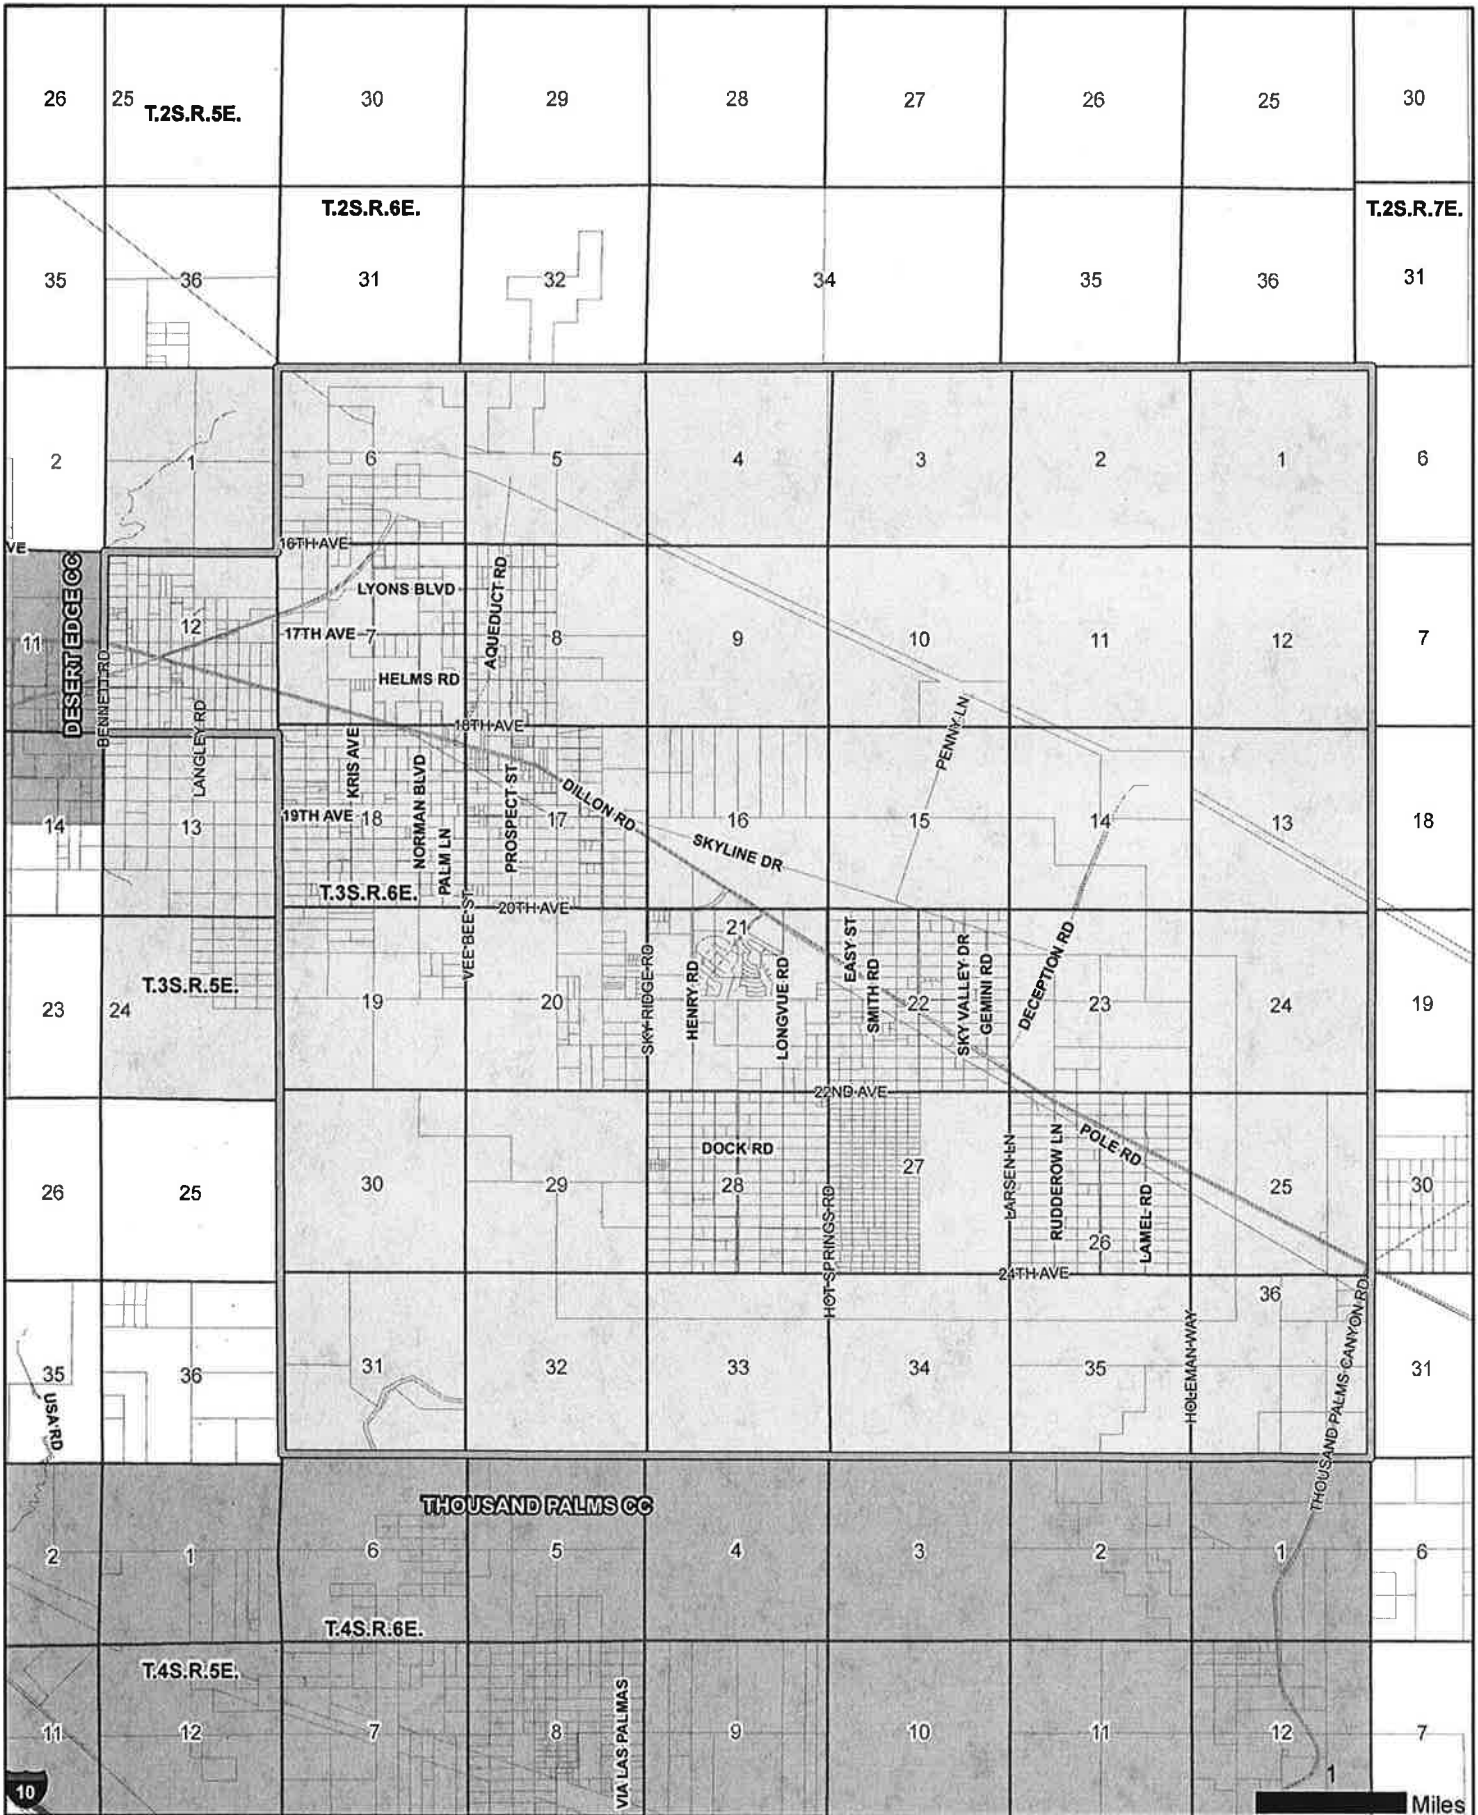 26 25 30 29 28 27 26 25 30
T.2S.R.5E.
T.2S.R.6E.
T.2S.R.7E.
35 36 31 32 34 35 36 31
2 1 6 5 4 3 2 1 6
VE
16TH AVE
DESERT EDGE CC
LYONS BLVD
AQUEDUCT RD
11 12 17TH AVE 7 8 9 10 11 12 7
BENNETT RD
HELMS RD
LANGLEY RD
18TH AVE
PENNY LN
KRIS AVE
NORMAN BLVD
PROSPECT ST
DILLON RD
14 13 19TH AVE 18 17 16 15 14 13 18
PALM LN
SKYLINE DR
T.3S.R.6E.
20TH AVE
VEE BEE ST
21
EASY ST
SKY RIDGE RD
HENRY RD
LONGVUE RD
SMITH RD
SKY VALLEY DR
GEMINI RD
DECEPTION RD
T.3S.R.5E.
23 24 19 20 22 23 24 19
22ND AVE
DOCK RD
POLE RD
LARSEN LN
RUDDEROW LN
LAMEL RD
26 25 30 29 28 27 25 30
HOT SPRINGS RD
26
24TH AVE
36
HOLEMAN WAY
THOUSAND PALMS CANYON RD
35 36 31 32 33 34 35 31
USA RD
THOUSAND PALMS CC
2 1 6 5 4 3 2 1 6
T.4S.R.6E.
T.4S.R.5E.
VIA LAS PALMAS
11 12 7 8 9 10 11 12 7
10
1
Miles